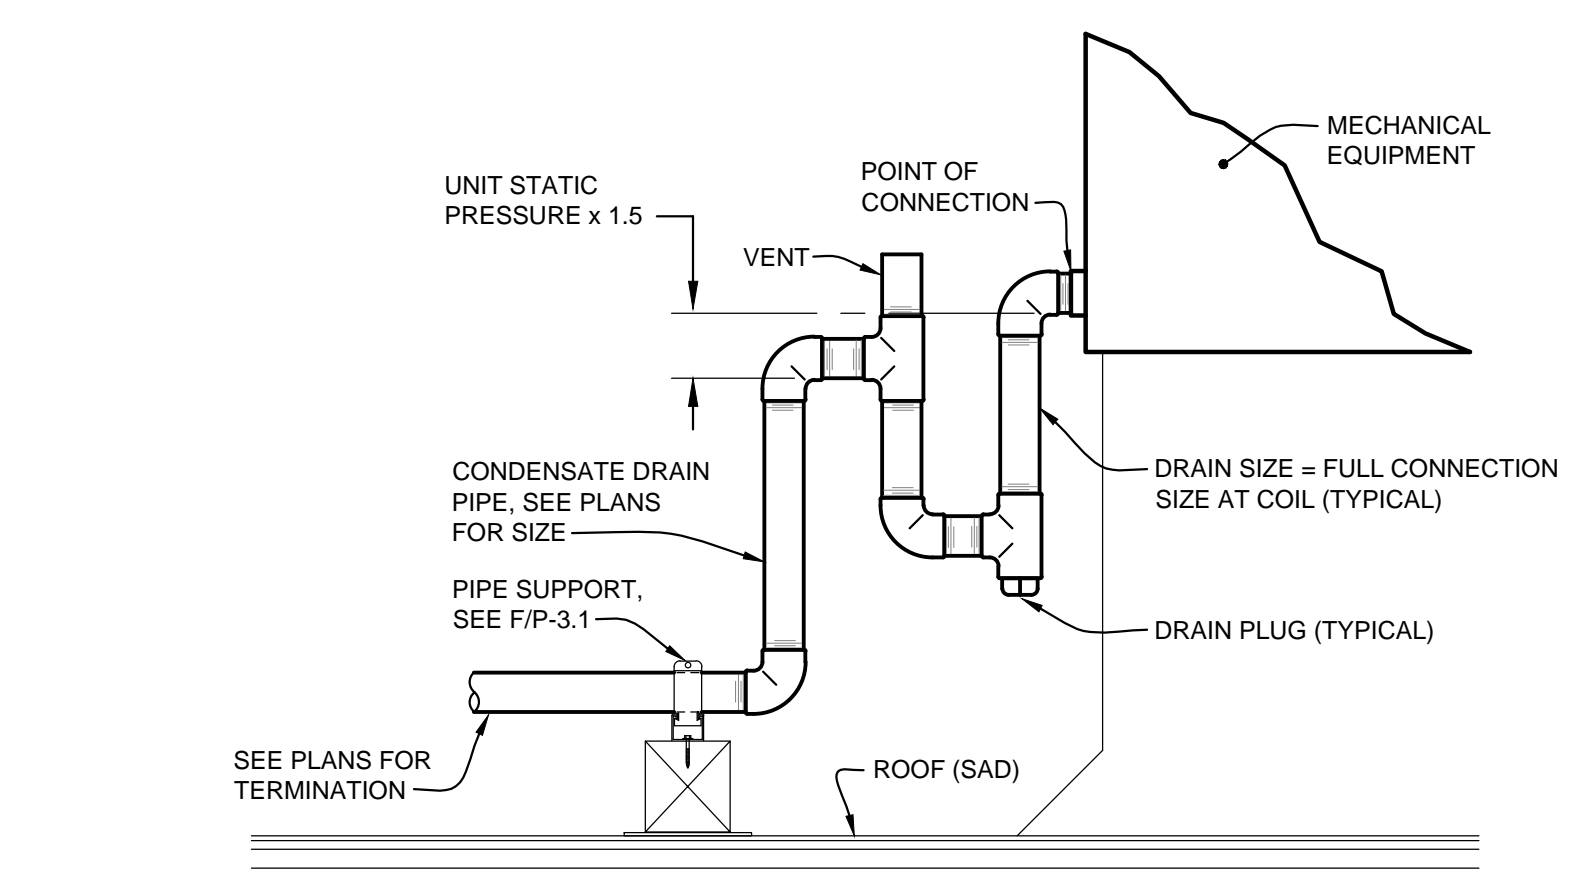 MECHANICAL
EQUIPMENT
POINT OF
CONNECTION
UNIT STATIC
PRESSURE x 1.5
VENT
CONDENSATE DRAIN
PIPE, SEE PLANS
FOR SIZE
DRAIN SIZE = FULL CONNECTION
SIZE AT COIL (TYPICAL)
PIPE SUPPORT,
SEE F/P-3.1
DRAIN PLUG (TYPICAL)
SEE PLANS FOR
TERMINATION
ROOF (SAD)